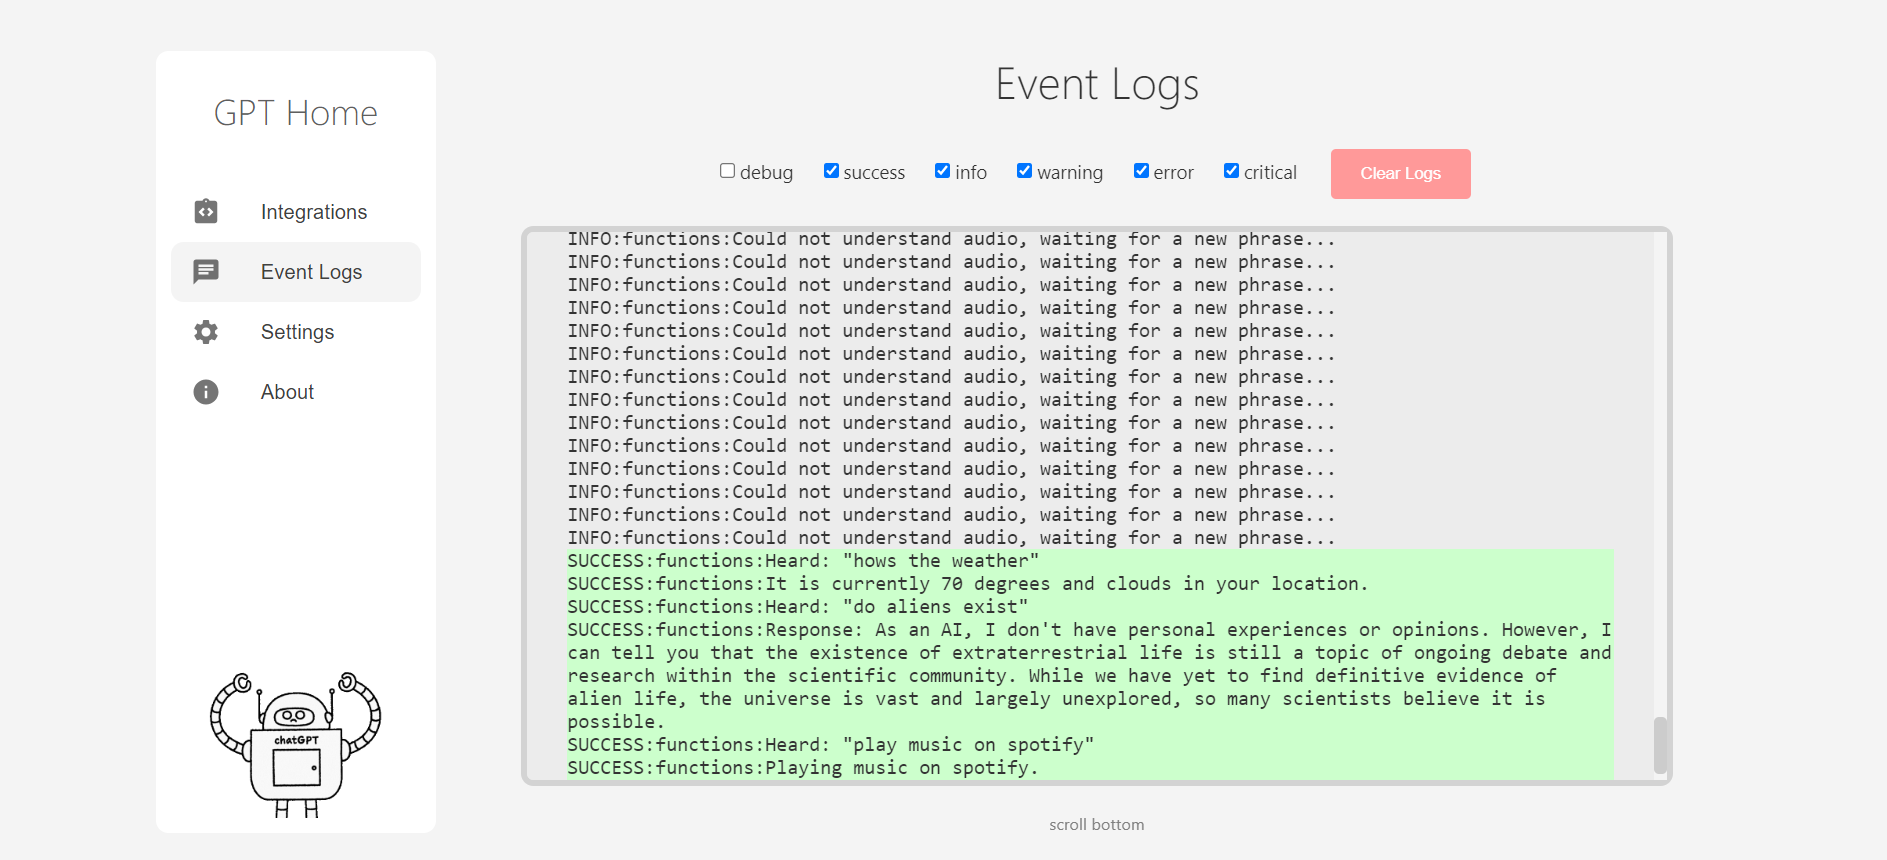 GPT Home
Integrations
Event Logs
Settings
About
chatGPT
Event Logs
debug success info warning error critical Clear Logs
INFO:functions:Could not understand audio, waiting for a new phrase...
INFO:functions:Could not understand audio, waiting for a new phrase...
INFO:functions:Could not understand audio, waiting for a new phrase...
INFO:functions:Could not understand audio, waiting for a new phrase...
INFO:functions:Could not understand audio, waiting for a new phrase...
INFO:functions:Could not understand audio, waiting for a new phrase...
INFO:functions:Could not understand audio, waiting for a new phrase...
INFO:functions:Could not understand audio, waiting for a new phrase...
INFO:functions:Could not understand audio, waiting for a new phrase...
INFO:functions:Could not understand audio, waiting for a new phrase...
INFO:functions:Could not understand audio, waiting for a new phrase...
INFO:functions:Could not understand audio, waiting for a new phrase...
INFO:functions:Could not understand audio, waiting for a new phrase...
INFO:functions:Could not understand audio, waiting for a new phrase...
SUCCESS:functions:Heard: "hows the weather"
SUCCESS:functions:It is currently 70 degrees and clouds in your location.
SUCCESS:functions:Heard: "do aliens exist"
SUCCESS:functions:Response: As an AI, I don't have personal experiences or opinions. However, I
can tell you that the existence of extraterrestrial life is still a topic of ongoing debate and
research within the scientific community. While we have yet to find definitive evidence of
alien life, the universe is vast and largely unexplored, so many scientists believe it is
possible.
SUCCESS:functions:Heard: "play music on spotify"
SUCCESS:functions:Playing music on spotify.
scroll bottom